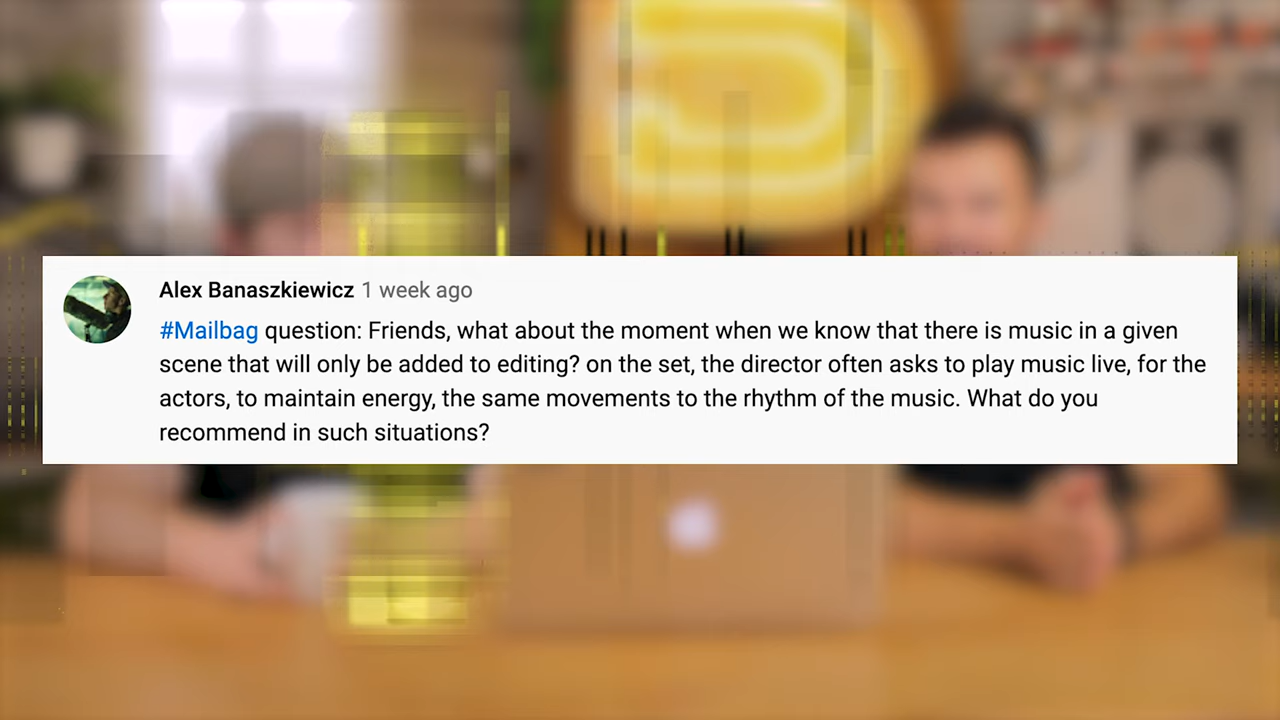 Alex Banaszkiewicz 1 week ago
#Mailbag question: Friends, what about the moment when we know that there is music in a given
scene that will only be added to editing? on the set, the director often asks to play music live, for the
actors, to maintain energy, the same movements to the rhythm of the music. What do you
recommend in such situations?